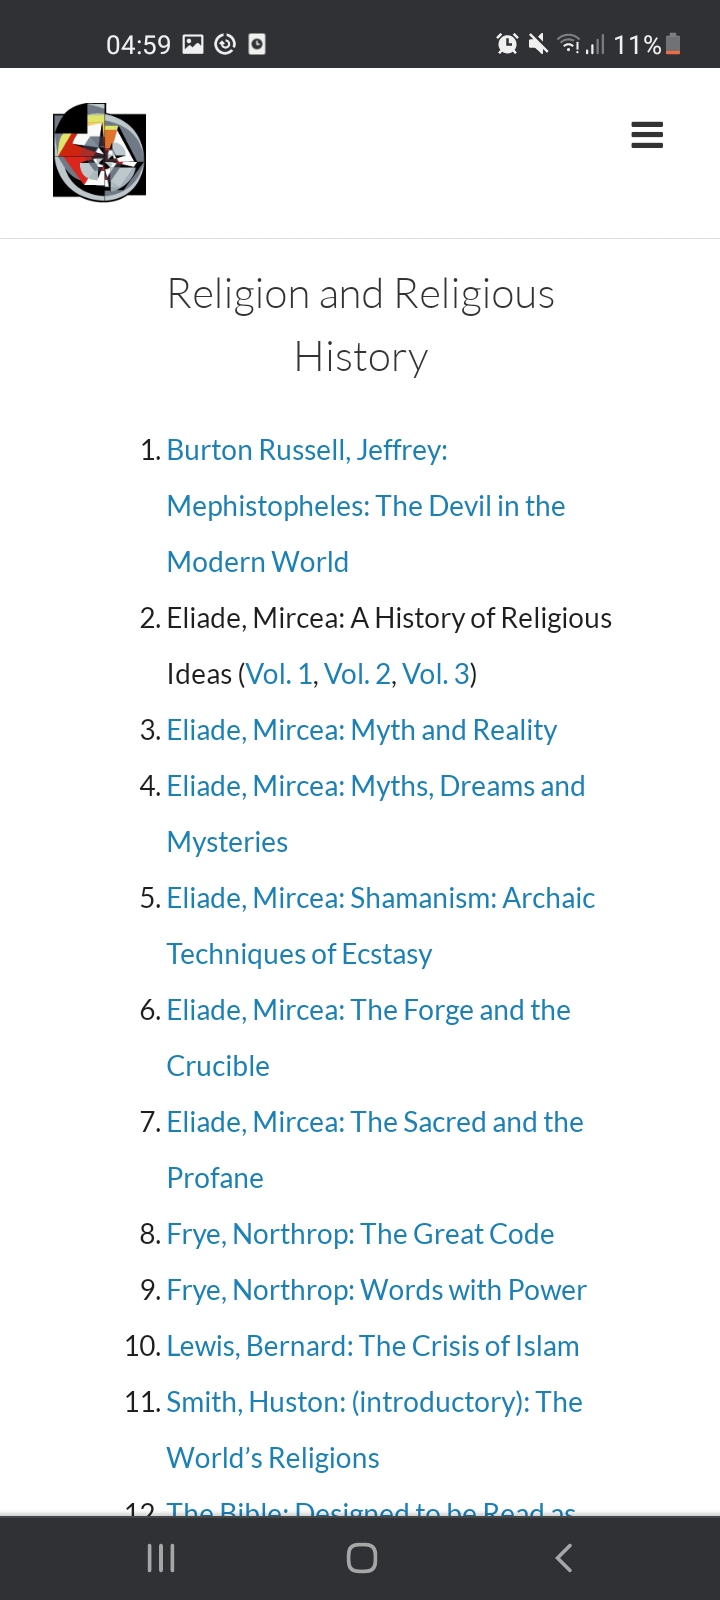 04:59
11%
Religion and Religious
History
1. Burton Russell, Jeffrey:
Mephistopheles: The Devil in the
Modern World
2. Eliade, Mircea: A History of Religious
Ideas (Vol. 1, Vol. 2, Vol. 3)
3. Eliade, Mircea: Myth and Reality
4. Eliade, Mircea: Myths, Dreams and
Mysteries
5. Eliade, Mircea: Shamanism: Archaic
Techniques of Ecstasy
6. Eliade, Mircea: The Forge and the
Crucible
7. Eliade, Mircea: The Sacred and the
Profane
8. Frye, Northrop: The Great Code
9. Frye, Northrop: Words with Power
10. Lewis, Bernard: The Crisis of Islam
11. Smith, Huston: (introductory): The
World’s Religions
12. The Bible: Designed to be Read as